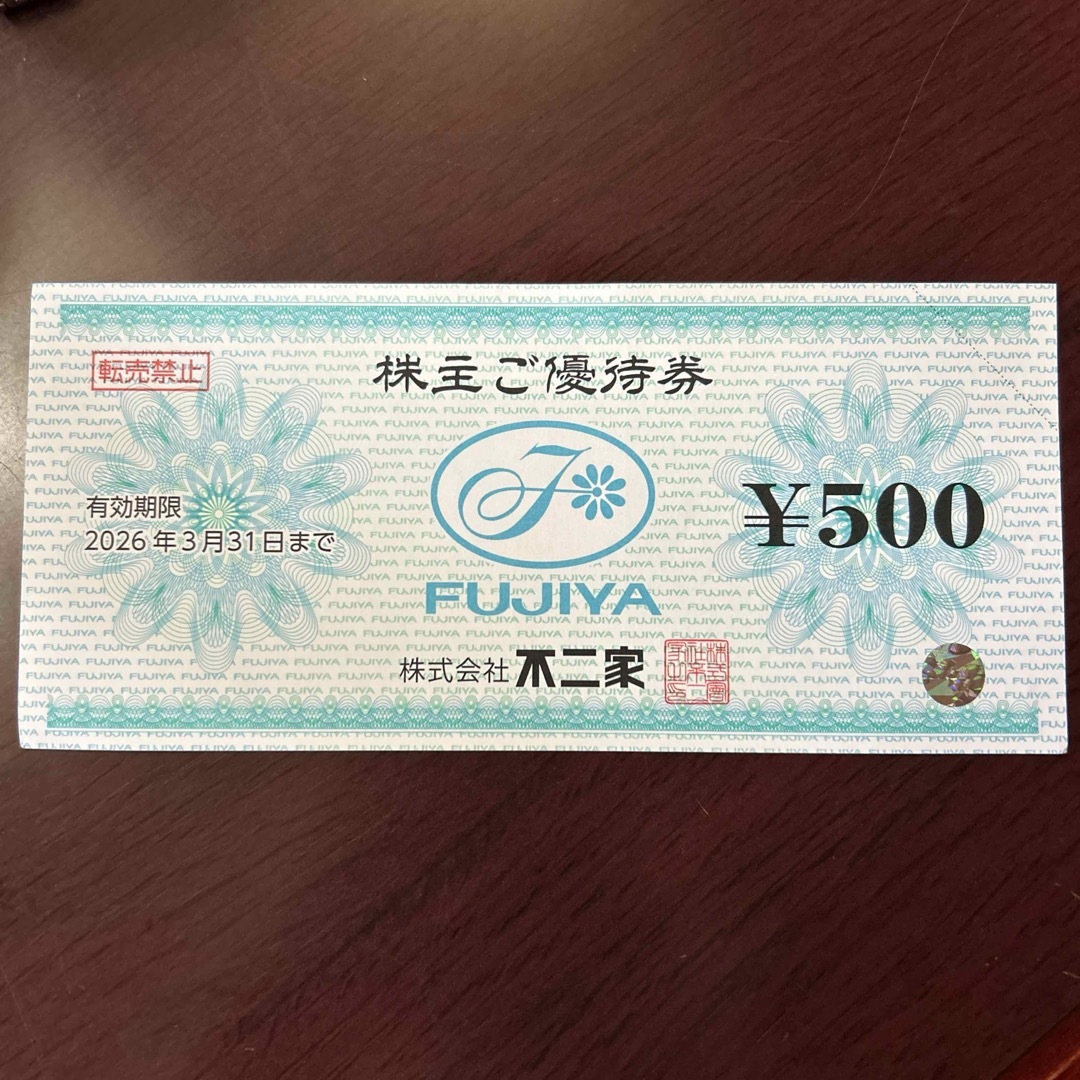 株主ご優待券
転売禁止
有効期限
2026年3月31日まで
¥500
FUJIYA
株式会社 不二家